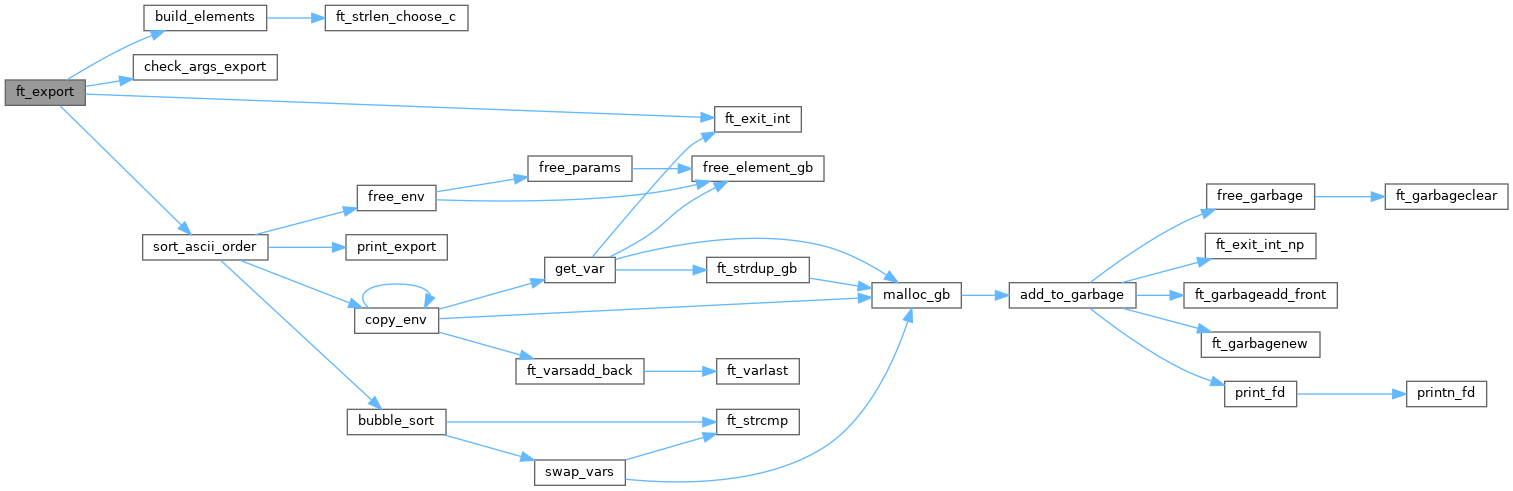 ft_export
build_elements
ft_strlen_choose_c
check_args_export
ft_exit_int
sort_ascii_order
free_env
free_params
free_element_gb
print_export
copy_env
get_var
ft_strdup_gb
malloc_gb
add_to_garbage
free_garbage
ft_garbageclear
ft_exit_int_np
ft_garbageadd_front
ft_garbagenew
print_fd
printn_fd
ft_varsadd_back
ft_varlast
bubble_sort
ft_strcmp
swap_vars